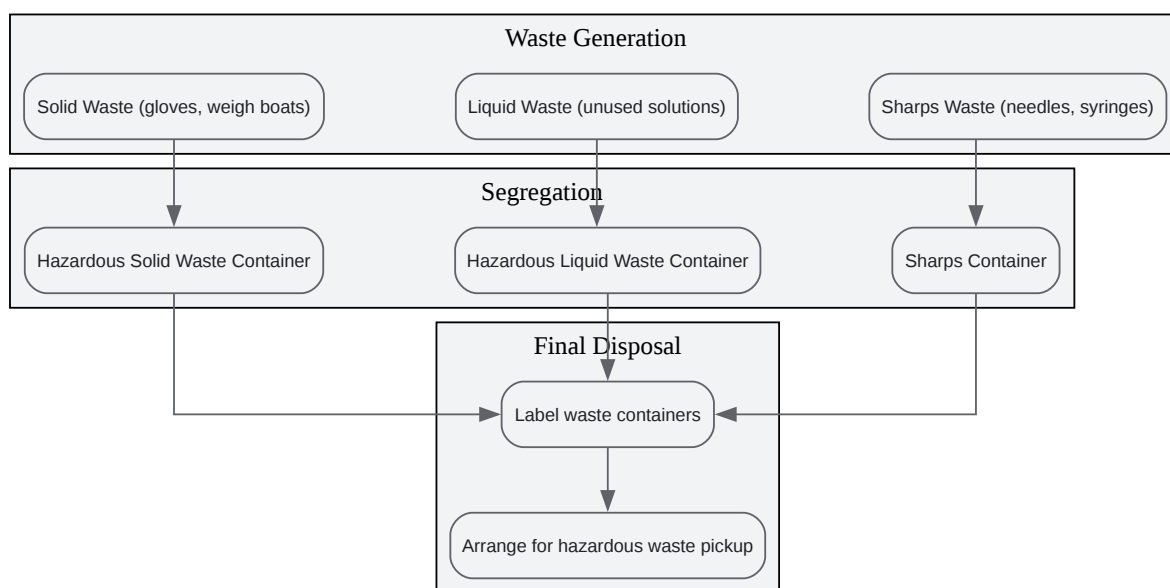 Waste Generation
Solid Waste (gloves, weigh boats)
Liquid Waste (unused solutions)
Sharps Waste (needles, syringes)
Segregation
Hazardous Solid Waste Container
Hazardous Liquid Waste Container
Sharps Container
Final Disposal
Label waste containers
Arrange for hazardous waste pickup